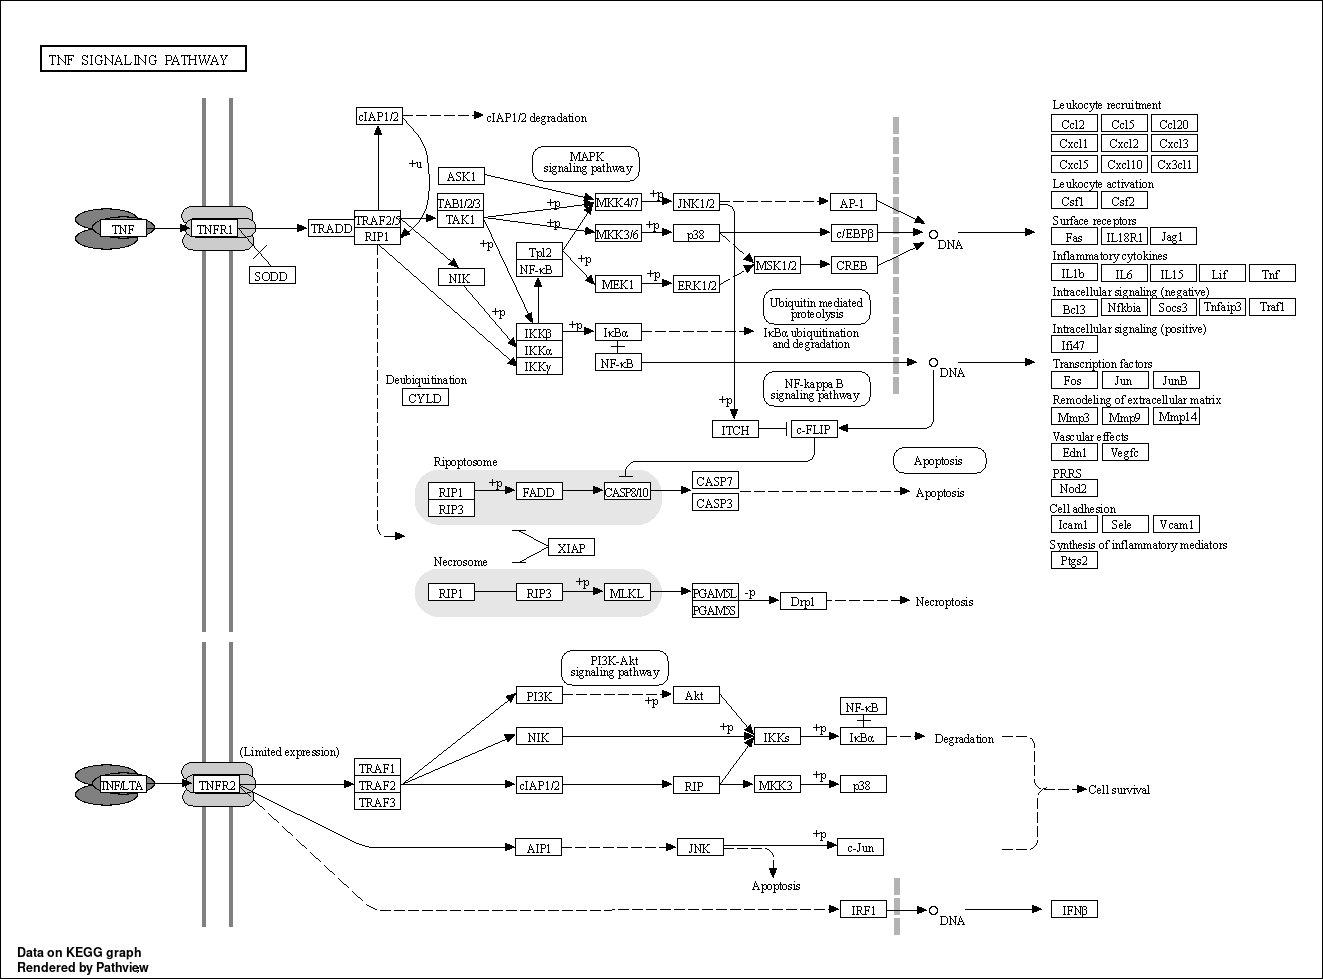 TNF SIGNALING PATHWAY
cIAP1/2
cIAP1/2 degradation
+u
+p
MAPK
signaling pathway
ASK1
TAB1/2/3
TAK1
MKK4/7
+p
JNK1/2
AP-1
+p
+p
TNF
TNFR1
SODD
TRADD
TRAF2/5
RIP1
MKK3/6
+p
p38
c/EBPβ
DNA
Tpl2
NF-κB
+p
NIK
MEK1
+p
ERK1/2
MSK1/2
CREB
+p
IKKβ
IKKα
IKKγ
+p
IκBα
NF-κB
Ubiquitin mediated
proteolysis
IκBα ubiquitination
and degradation
DNA
Deubiquitination
CYLD
NF-kappa B
signaling pathway
+p
ITCH
c-FLIP
Ripoptosome
RIP1
RIP3
+p
FADD
CASP8/10
CASP7
CASP3
Apoptosis
Apoptosis
XIAP
Necrosome
RIP1
RIP3
+p
MLKL
PGAM5L
PGAM5S
-p
Drp1
Necroptosis
Leukocyte recruitment
Ccl2 Ccl5 Ccl20
Cxcl1 Cxcl2 Cxcl3
Cxcl5 Cxcl10 Cx3cl1
Leukocyte activation
Csf1 Csf2
Surface receptors
Fas IL18R1 Jag1
Inflammatory cytokines
IL1b IL6 IL15 Lif Tnf
Intracellular signaling (negative)
Bcl3 Nfkbia Socs3 Tnfaip3 Traf1
Intracellular signaling (positive)
Ifi47
Transcription factors
Fos Jun JunB
Remodeling of extracellular matrix
Mmp3 Mmp9 Mmp14
Vascular effects
Edn1 Vegfc
PRRS
Nod2
Cell adhesion
Icam1 Sele Vcam1
Synthesis of inflammatory mediators
Ptgs2
PI3K-Akt
signaling pathway
PI3K
+p
Akt
NIK
+p
IKKs
+p
NF-κB
IκBα
Degradation
(Limited expression)
TNF/LTA
TNFR2
TRAF1
TRAF2
TRAF3
cIAP1/2
RIP
MKK3
+p
p38
Cell survival
AIP1
JNK
+p
c-Jun
Apoptosis
IRF1
DNA
IFNβ
Data on KEGG graph
Rendered by Pathview